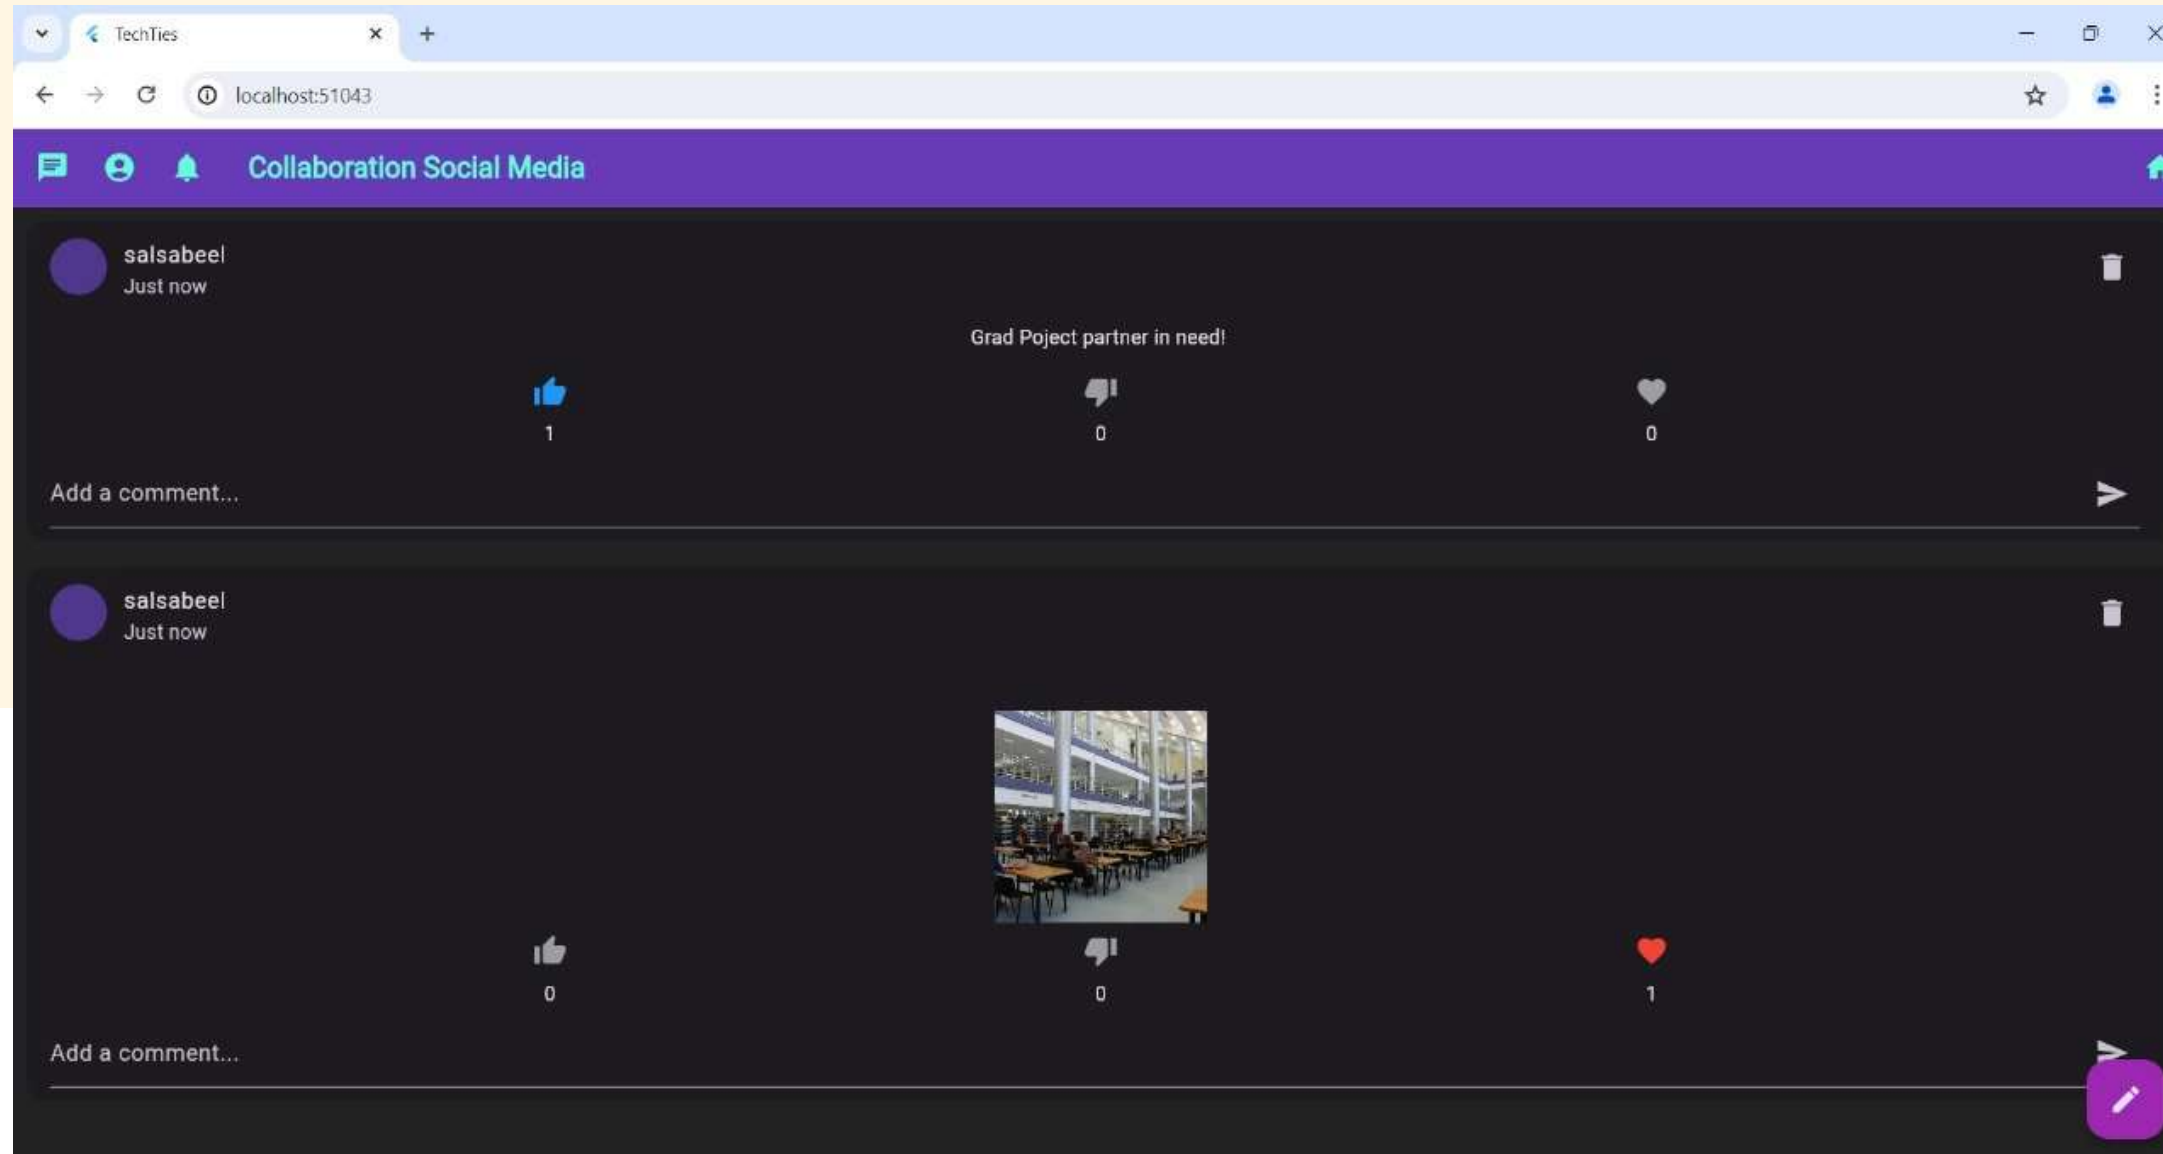 TechTies
localhost:51043
Collaboration Social Media
salsabeel
Just now
Grad Poject partner in need!
1
0
0
Add a comment...
salsabeel
Just now
0
0
1
Add a comment...